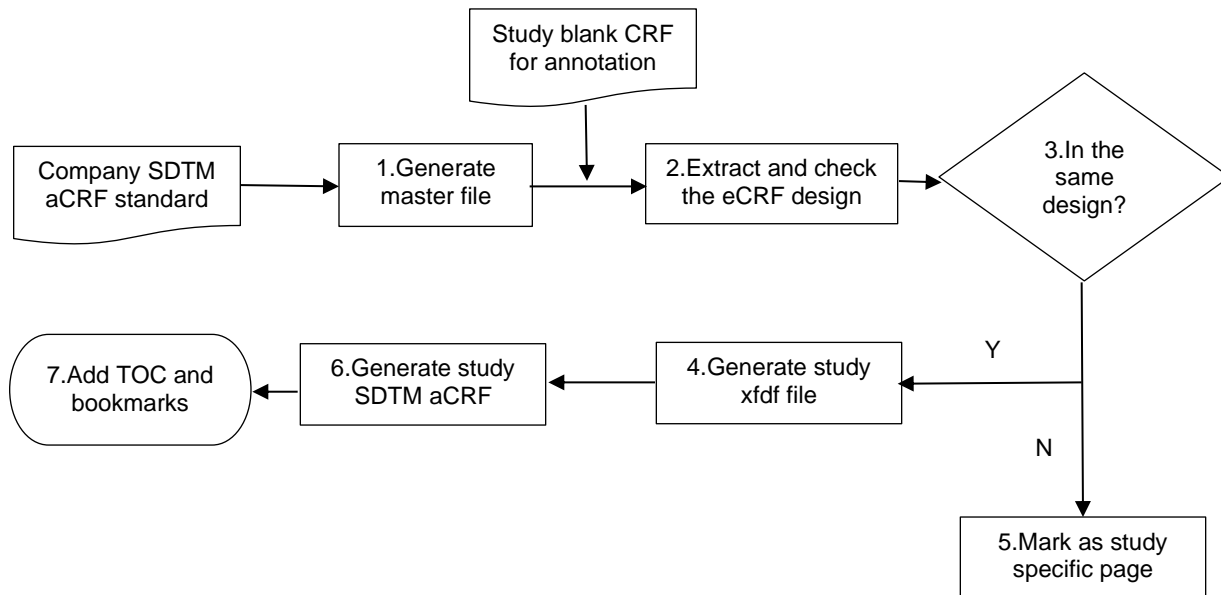 Study blank CRF
for annotation
Company SDTM
aCRF standard
1.Generate
master file
2.Extract and check
the eCRF design
3.In the
same
design?
Y
N
4.Generate study
xfdf file
6.Generate study
SDTM aCRF
7.Add TOC and
bookmarks
5.Mark as study
specific page